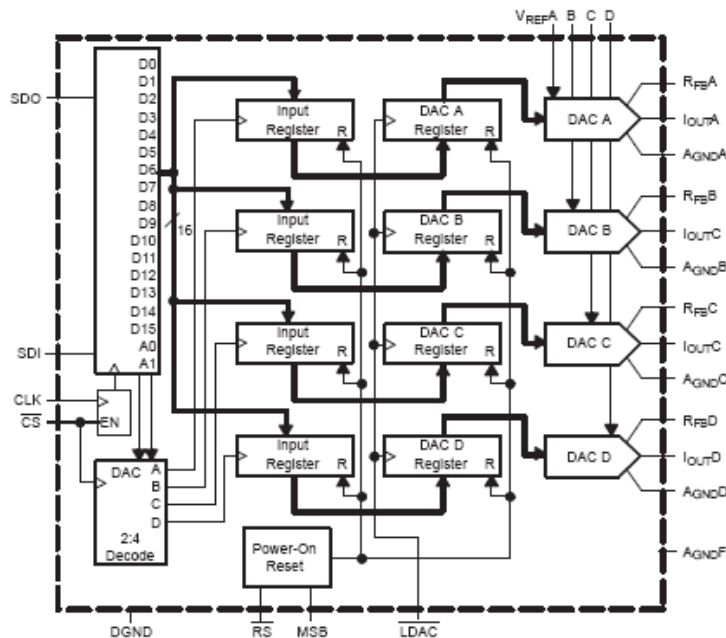 VREFA B C D
D0
D1
SDO
D2
D3
D4
D5
D6
D7
D8
D9
16
D10
D11
D12
D13
D14
D15
SDI
A0
A1
CLK
CS
EN
DAC A
B
C
D
2:4
Decode
Input
Register R
DAC A
Register R
DAC A
RFBA
IOUTA
AGNDA
Input
Register R
DAC B
Register R
DAC B
RFBB
IOUTC
AGNDB
Input
Register R
DAC C
Register R
DAC C
RFBC
IOUTC
AGNDC
Input
Register R
DAC D
Register R
DAC D
RFBD
IOUTD
AGNDD
Power-On
Reset
AGNDF
DGND RS MSB LDAC